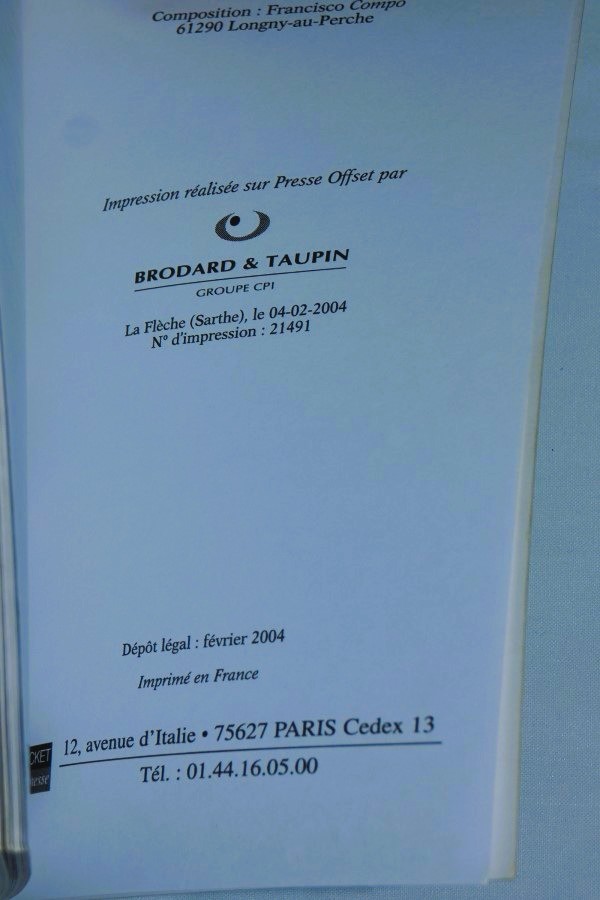 Composition : Francisco Compo
61290 Longny-au-Perche
Impression réalisée sur Presse Offset par
BRODARD & TAUPIN
GROUPE CPI
La Flèche (Sarthe), le 04-02-2004
N° d'impression : 21491
Dépôt légal : février 2004
Imprimé en France
12, avenue d'Italie • 75627 PARIS Cedex 13
Tél. : 01.44.16.05.00